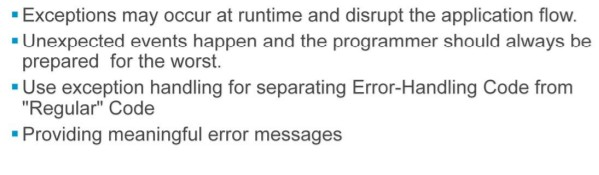 ▪ Exceptions may occur at runtime and disrupt the application flow.
▪ Unexpected events happen and the programmer should always be
prepared for the worst.
▪ Use exception handling for separating Error-Handling Code from
"Regular" Code
▪ Providing meaningful error messages